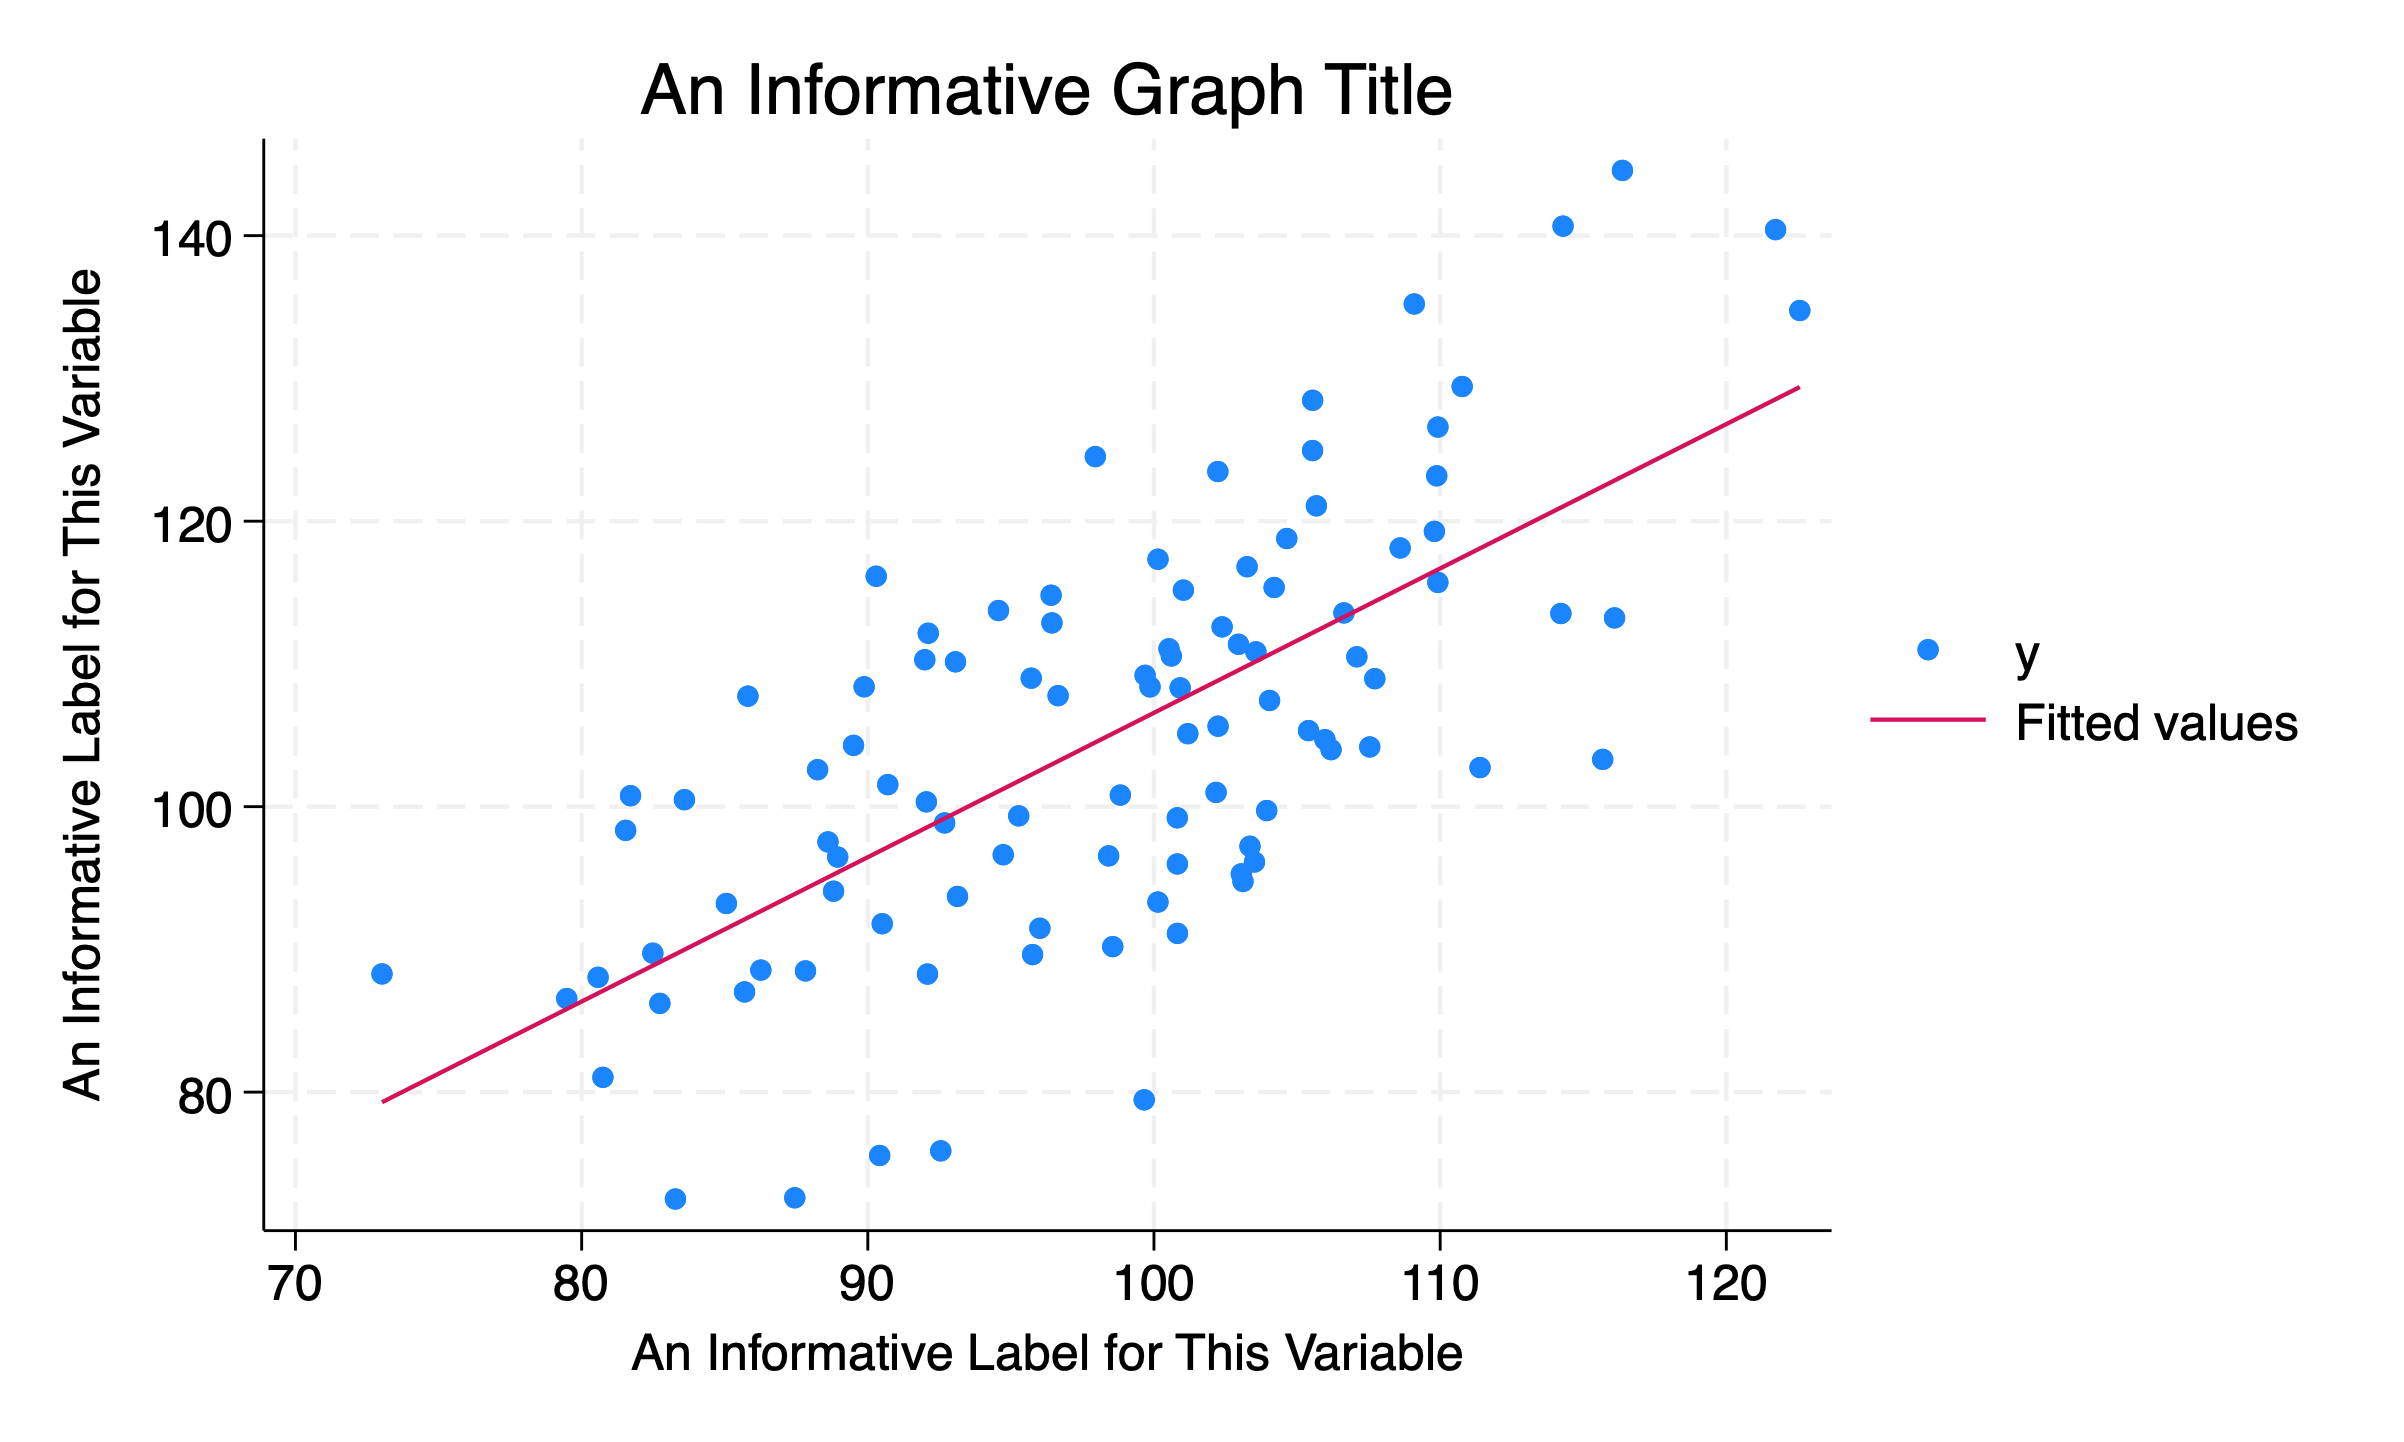 An Informative Graph Title
An Informative Label for This Variable
140
120
100
80
70 80 90 100 110 120
An Informative Label for This Variable
y
Fitted values